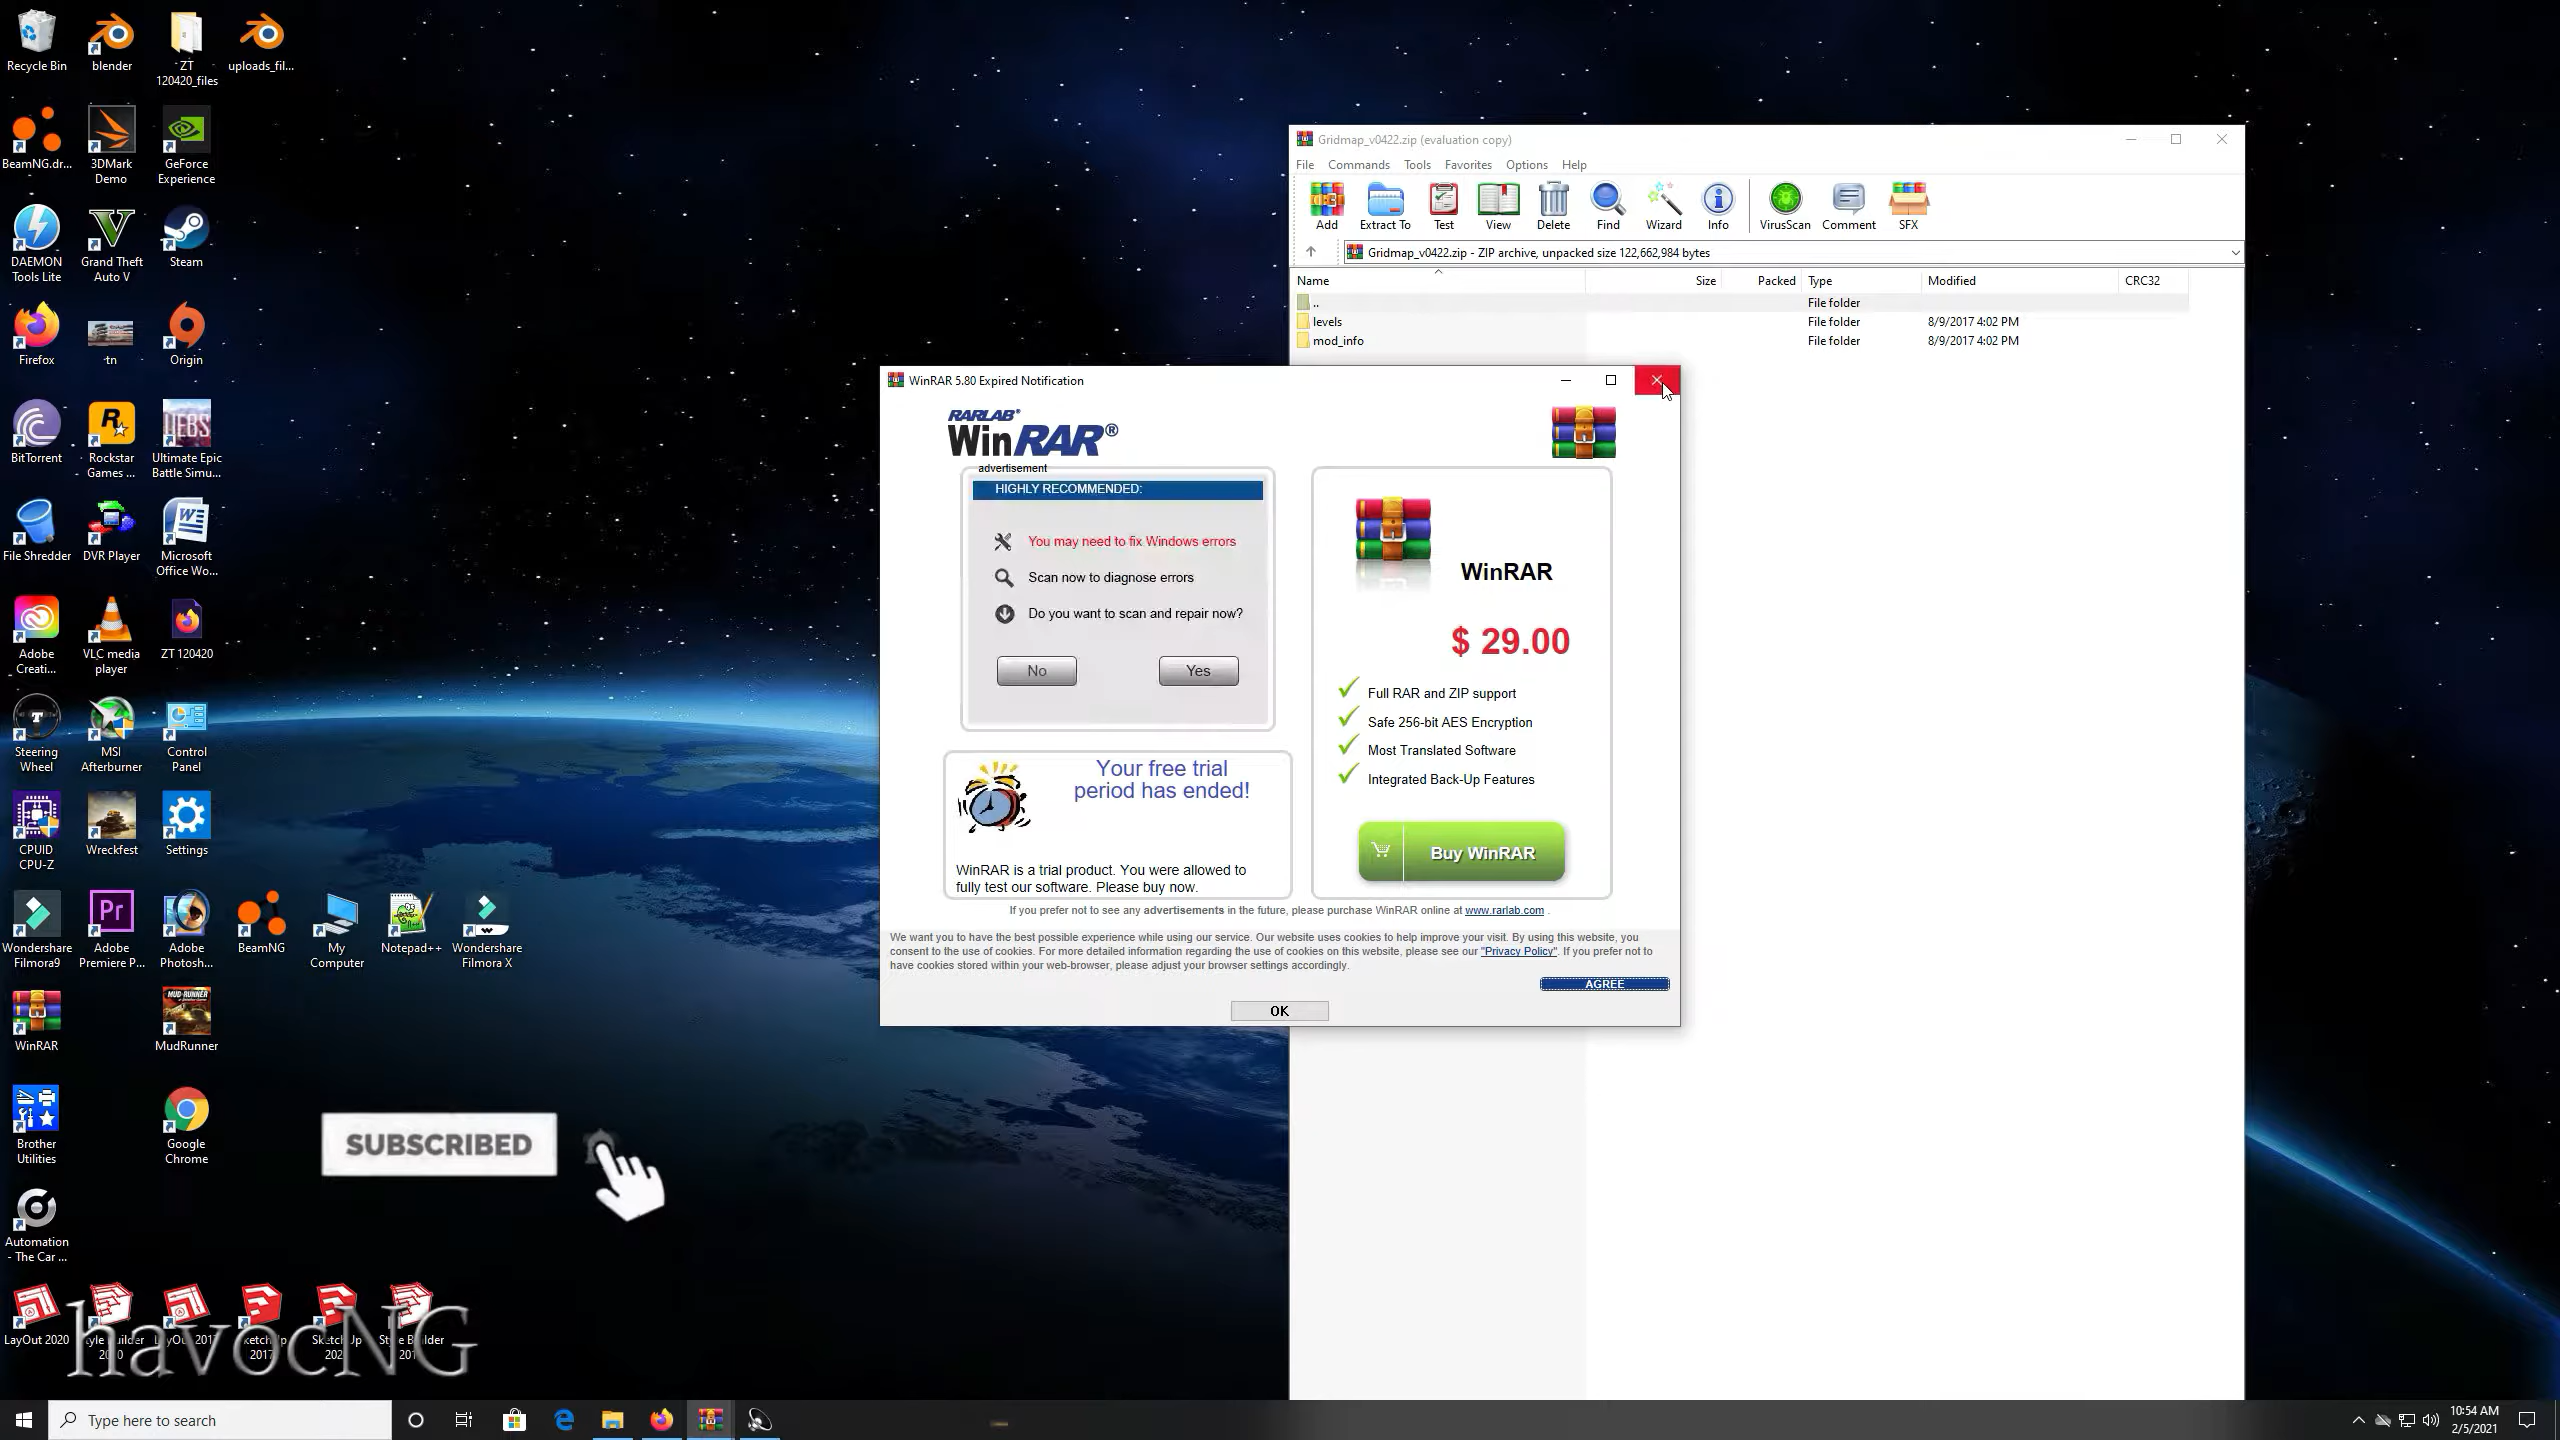 Recycle Bin
blender
ZT
120420_files
uploads_fil...
BeamNG.dr...
3DMark
Demo
GeForce
Experience
DAEMON
Tools Lite
Grand Theft
Auto V
Steam
Firefox
tn
Origin
BitTorrent
Rockstar
Games ...
Ultimate Epic
Battle Simu...
File Shredder
DVR Player
Microsoft
Office Wo...
Adobe
Creati...
VLC media
player
ZT 120420
Steering
Wheel
MSI
Afterburner
Control
Panel
CPUID
CPU-Z
Wreckfest
Settings
Wondershare
Filmora9
Adobe
Premiere P...
Adobe
Photosh...
BeamNG
My
Computer
Notepad++
Wondershare
Filmora X
WinRAR
MudRunner
Brother
Utilities
Google
Chrome
SUBSCRIBED
Automation
- The Car ...
LayOut 2020
havocNG
Gridmap_v0422.zip (evaluation copy)
File Commands Tools Favorites Options Help
Add Extract To Test View Delete Find Wizard Info VirusScan Comment SFX
Gridmap_v0422.zip - ZIP archive, unpacked size 122,662,984 bytes
Name Size Packed Type Modified CRC32
.. File folder
levels File folder 8/9/2017 4:02 PM
mod_info File folder 8/9/2017 4:02 PM
WinRAR 5.80 Expired Notification
RARLAB®
WinRAR®
advertisement
HIGHLY RECOMMENDED:
You may need to fix Windows errors
Scan now to diagnose errors
Do you want to scan and repair now?
No Yes
Your free trial
period has ended!
WinRAR is a trial product. You were allowed to
fully test our software. Please buy now.
WinRAR
$ 29.00
Full RAR and ZIP support
Safe 256-bit AES Encryption
Most Translated Software
Integrated Back-Up Features
Buy WinRAR
If you prefer not to see any advertisements in the future, please purchase WinRAR online at www.rarlab.com .
We want you to have the best possible experience while using our service. Our website uses cookies to help improve your visit. By using this website, you
consent to the use of cookies. For more detailed information regarding the use of cookies on this website, please see our "Privacy Policy". If you prefer not to
have cookies stored within your web-browser, please adjust your browser settings accordingly.
AGREE
OK
Type here to search
10:54 AM
2/5/2021